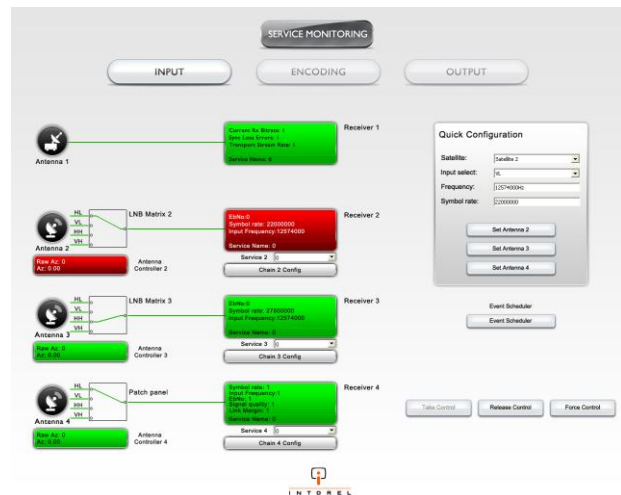 SERVICE MONITORING
INPUT
ENCODING
OUTPUT
Antenna 1
Current Rx Bitrate: 1
Sync Loss Errors: 1
Transport Stream Rate: 1
Service Name: 0
Receiver 1
Quick Configuration
Satellite:
Satellite 2
Input select:
VL
Frequency:
12574000Hz
Symbol rate:
22000000
Set Antenna 2
Set Antenna 3
Set Antenna 4
HL
VL
HH
VH
LNB Matrix 2
Antenna 2
Raw Az: 0
Az: 0.00
Antenna
Controller 2
EbNo:0
Symbol rate: 22000000
Input Frequency:12574000
Service Name: 0
Receiver 2
Service 2
0
Chain 2 Config
HL
VL
HH
VH
LNB Matrix 3
Antenna 3
Raw Az: 0
Az: 0.00
Antenna
Controller 3
EbNo:0
Symbol rate: 27500000
Input Frequency:12574000
Service Name: 0
Receiver 3
Service 3
0
Chain 3 Config
Event Scheduler
Event Scheduler
HL
VL
HH
VH
Patch panel
Antenna 4
Raw Az: 0
Az: 0.00
Antenna
Controller 4
Symbol rate: 1
Input Frequency:1
EbNo: 1
Signal quality: 1
Link Margin: 1
Service Name: 0
Receiver 4
Service 4
0
Chain 4 Config
Take Control
Release Control
Force Control
INTOREL